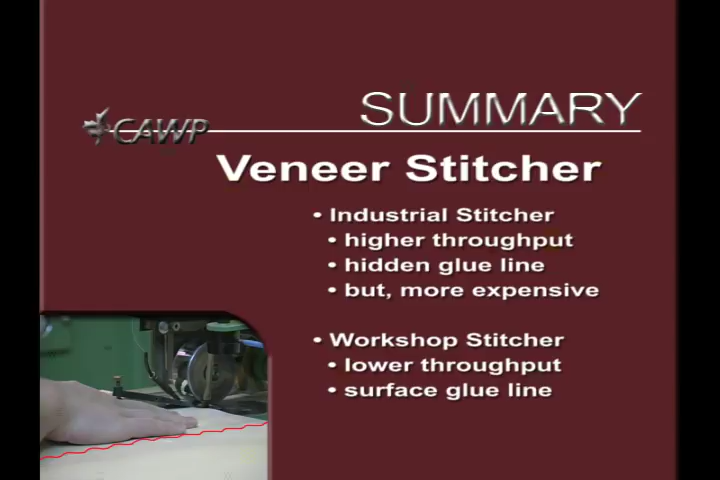 SUMMARY
CAWP
Veneer Stitcher
• Industrial Stitcher
• higher throughput
• hidden glue line
• but, more expensive
• Workshop Stitcher
• lower throughput
• surface glue line